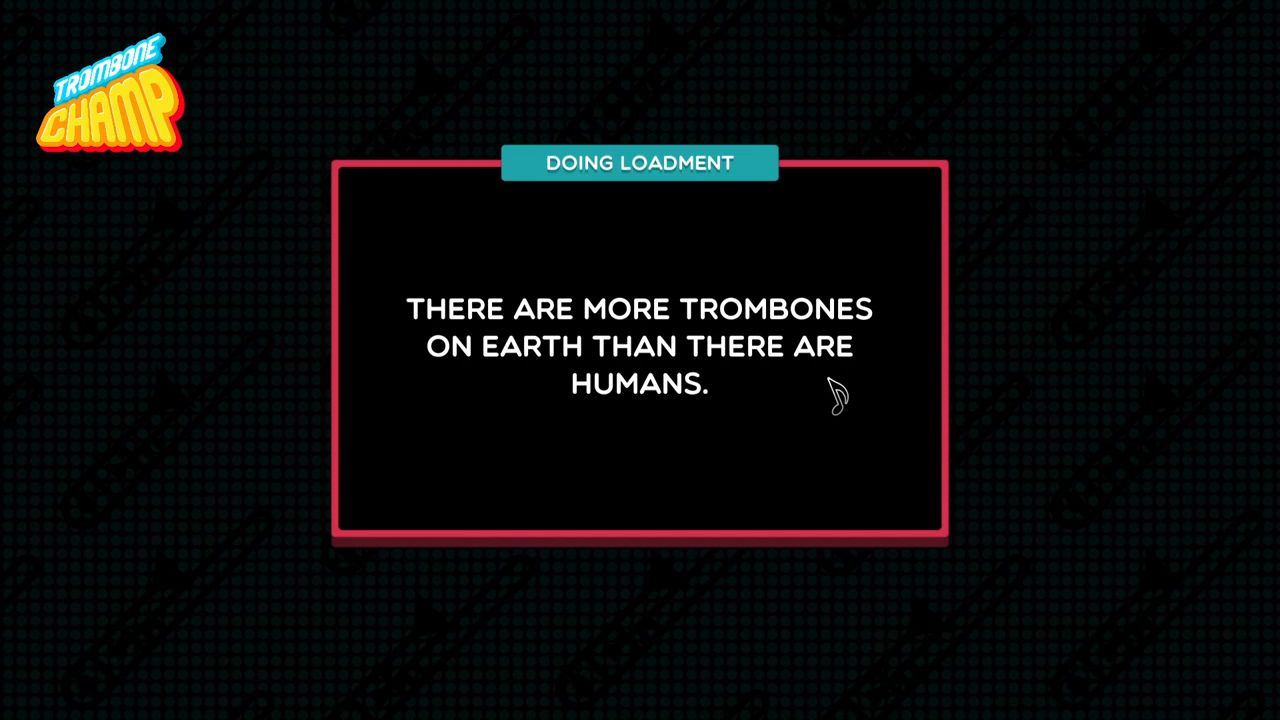 TROMBONE
CHAMP
DOING LOADMENT
THERE ARE MORE TROMBONES
ON EARTH THAN THERE ARE
HUMANS.